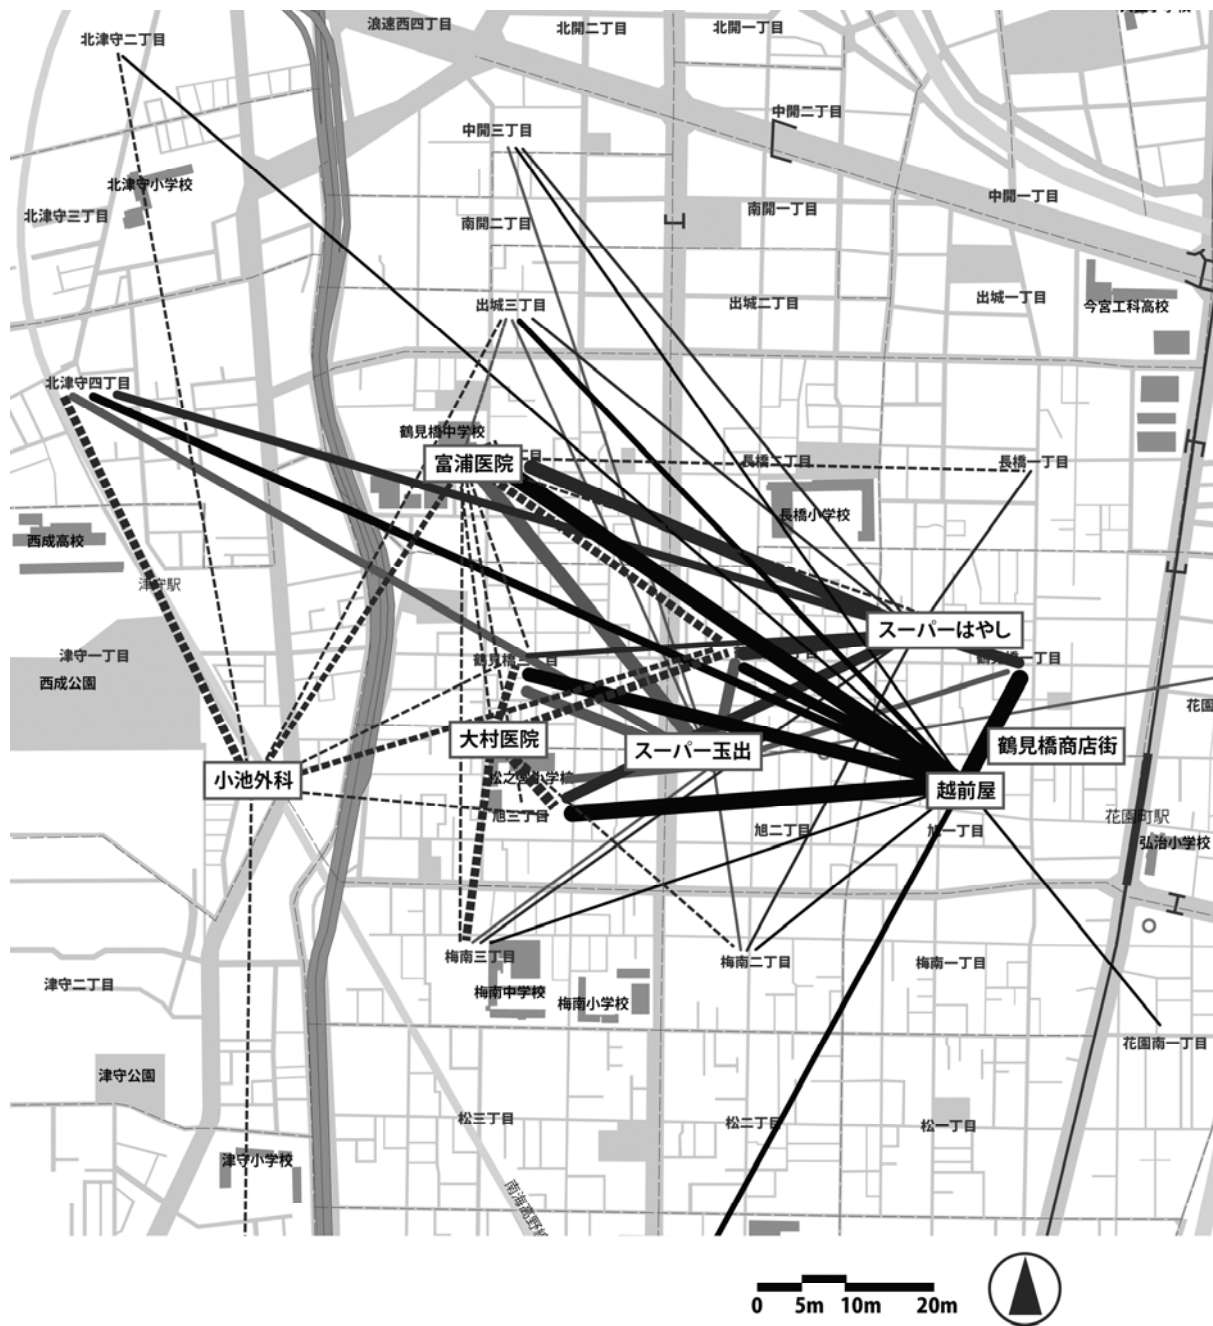 浪速西四丁目
北開二丁目
北開一丁目
北津守二丁目
中開二丁目
中開三丁目
北津守小学校
中開一丁目
北津守三丁目
南開二丁目
南開一丁目
出城三丁目
出城二丁目
出城一丁目
今宮工科高校
北津守四丁目
鶴見橋中学校
富浦医院
長橋二丁目
長橋一丁目
長橋小学校
西成高校
津守駅
スーパーはやし
津守一丁目
西成公園
大村医院
スーパー玉出
鶴見橋商店街
小池外科
越前屋
旭三丁目
旭二丁目
旭一丁目
花園町駅
弘治小学校
梅南三丁目
梅南二丁目
梅南一丁目
津守二丁目
梅南中学校
梅南小学校
花園南一丁目
津守公園
松三丁目
松二丁目
松一丁目
津守小学校
0 5m 10m 20m